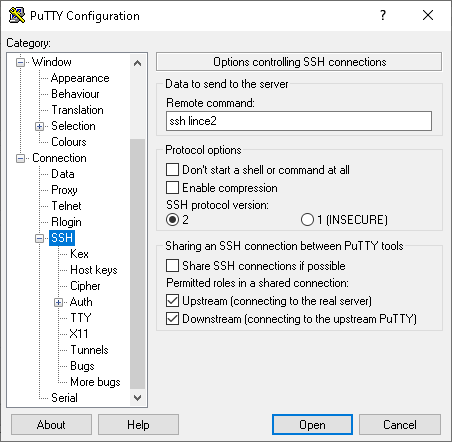 PuTTY Configuration
?
Category:
Window
Appearance
Behaviour
Translation
Selection
Colours
Connection
Data
Proxy
Telnet
Rlogin
SSH
Kex
Host keys
Cipher
Auth
TTY
X11
Tunnels
Bugs
More bugs
Serial
Options controlling SSH connections
Data to send to the server
Remote command:
ssh lince2
Protocol options
Don't start a shell or command at all
Enable compression
SSH protocol version:
2
1 (INSECURE)
Sharing an SSH connection between PuTTY tools
Share SSH connections if possible
Permitted roles in a shared connection:
Upstream (connecting to the real server)
Downstream (connecting to the upstream PuTTY)
About
Help
Open
Cancel